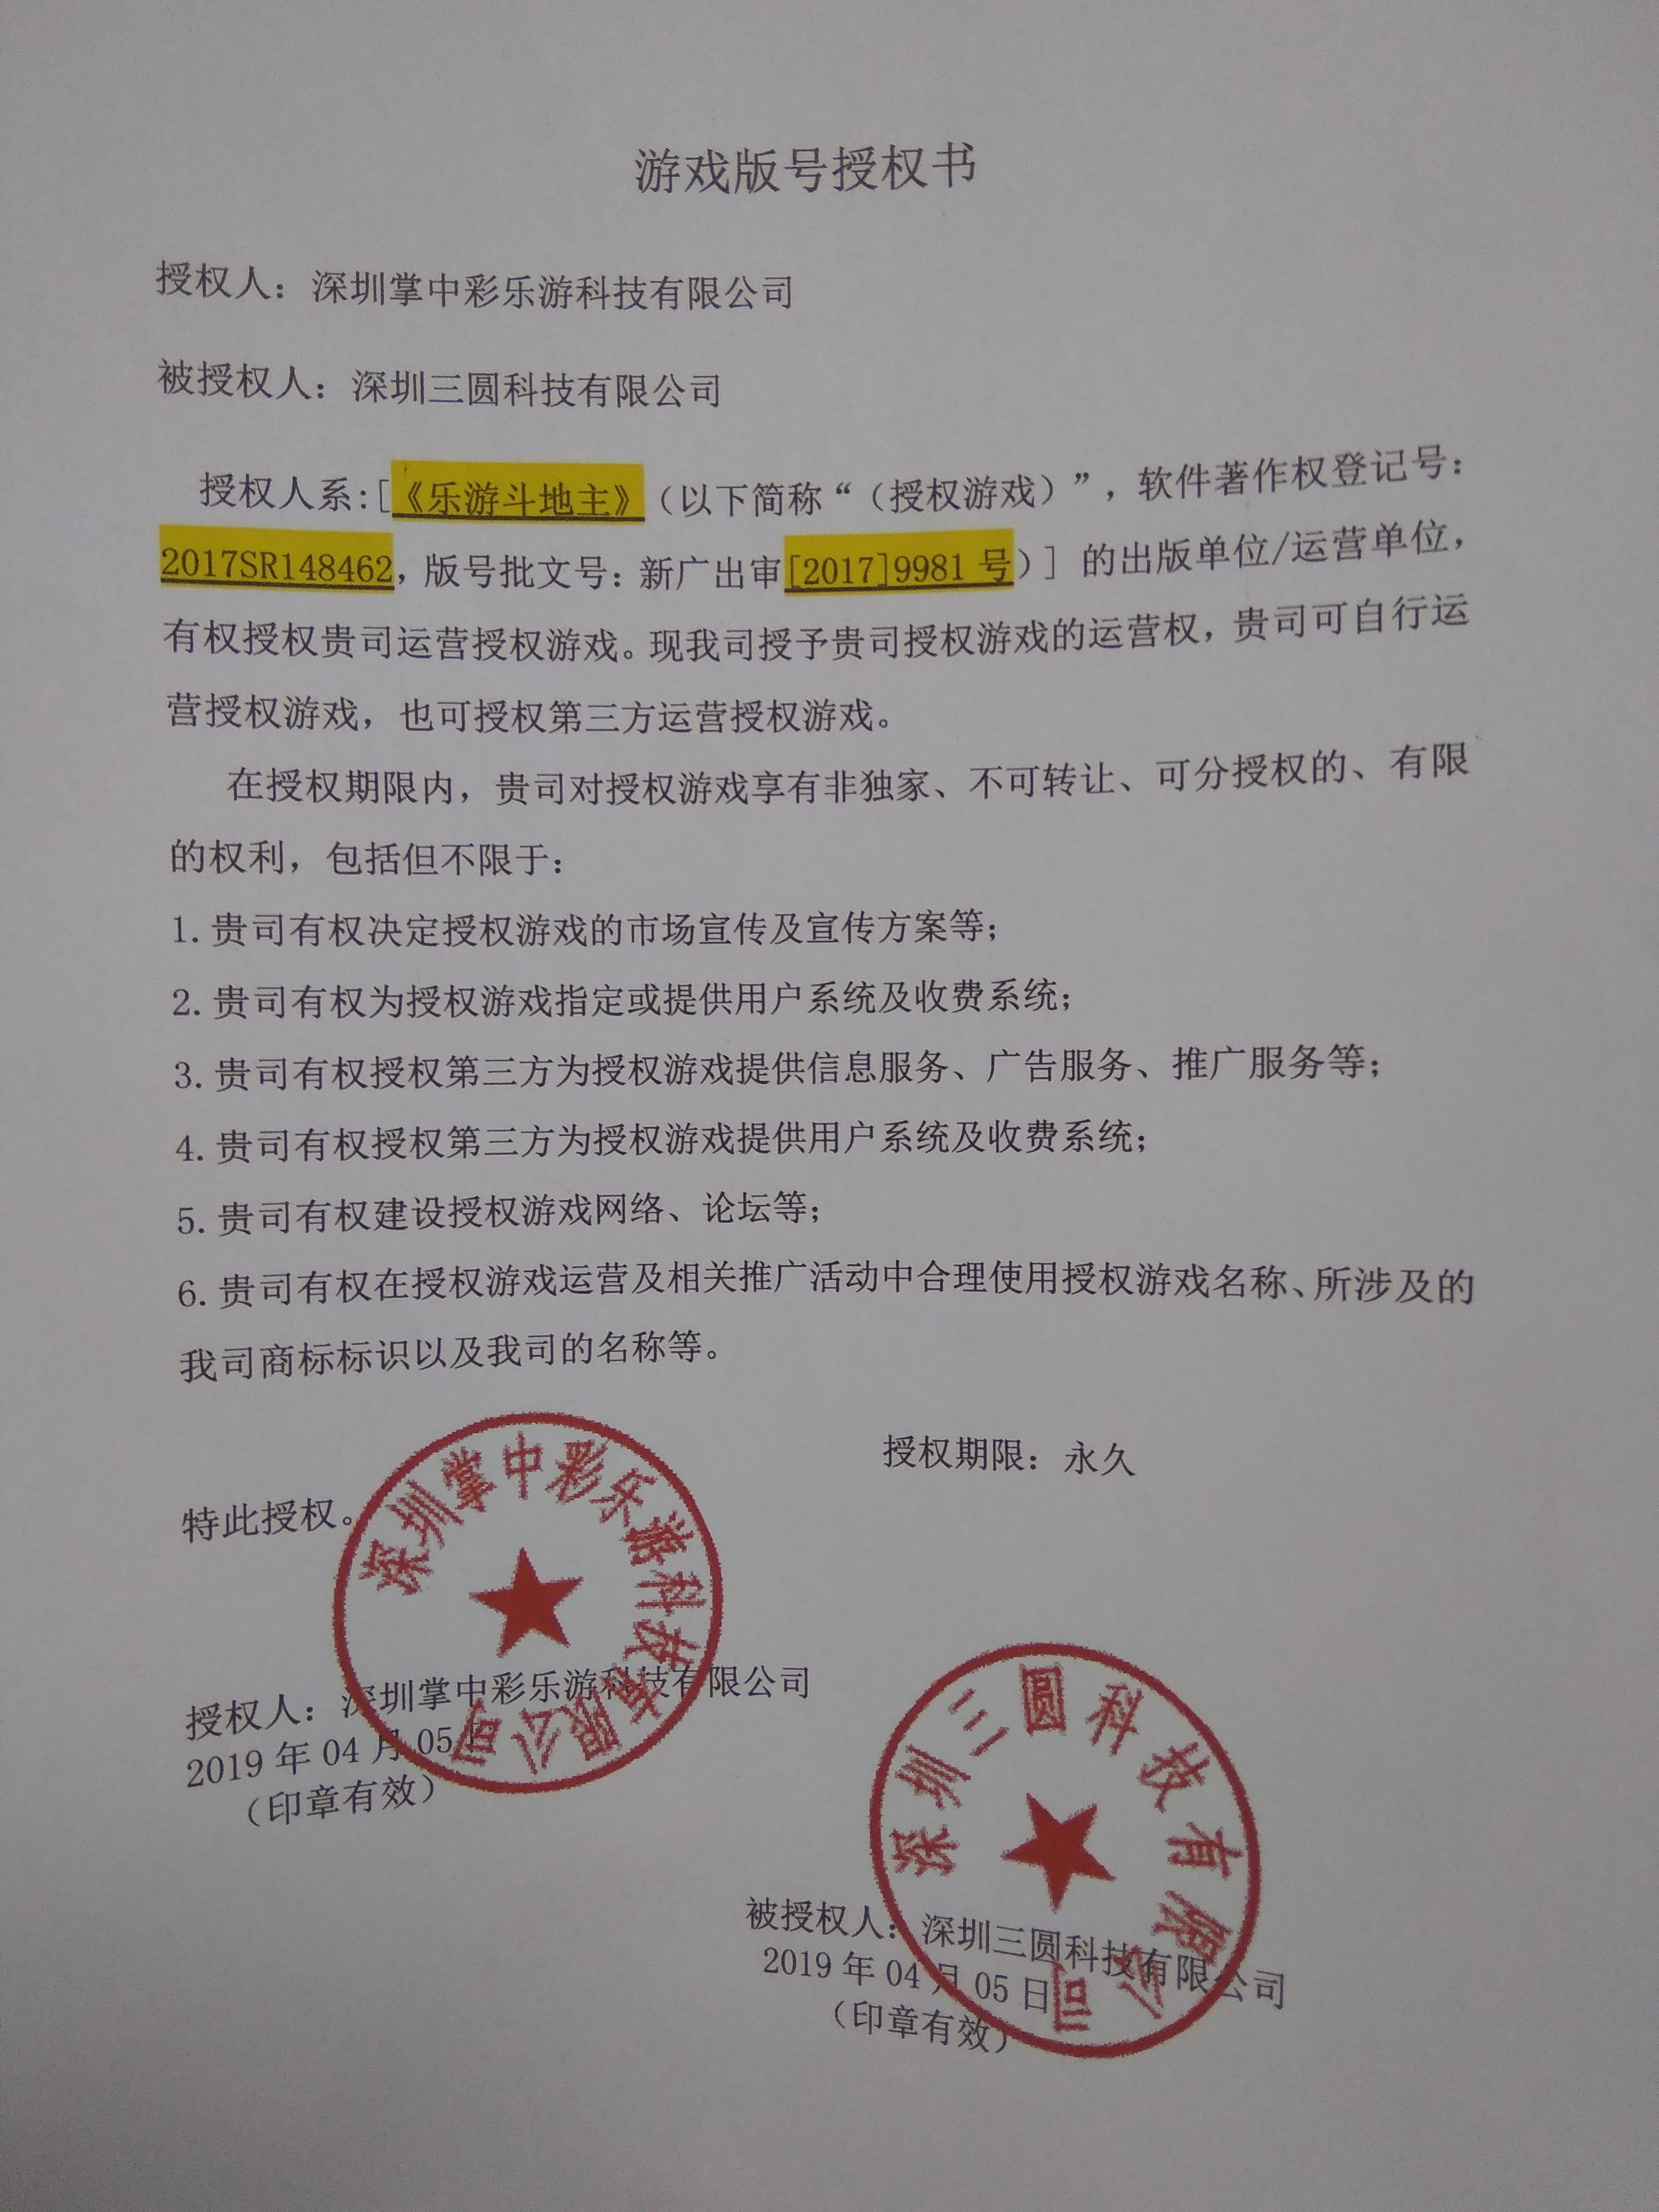 游戏版号授权书
授权人：深圳掌中彩乐游科技有限公司
被授权人：深圳三圆科技有限公司
授权人系:[《乐游斗地主》（以下简称“（授权游戏）”，软件著作权登记号：
2017SR148462，版号批文号：新广出审[2017]9981 号）] 的出版单位/运营单位，
有权授权贵司运营授权游戏。现我司授予贵司授权游戏的运营权，贵司可自行运
营授权游戏，也可授权第三方运营授权游戏。
在授权期限内，贵司对授权游戏享有非独家、不可转让、可分授权的、有限
的权利，包括但不限于：
1. 贵司有权决定授权游戏的市场宣传及宣传方案等；
2. 贵司有权为授权游戏指定或提供用户系统及收费系统；
3. 贵司有权授权第三方为授权游戏提供信息服务、广告服务、推广服务等；
4. 贵司有权授权第三方为授权游戏提供用户系统及收费系统；
5. 贵司有权建设授权游戏网络、论坛等；
6. 贵司有权在授权游戏运营及相关推广活动中合理使用授权游戏名称、所涉及的
我司商标标识以及我司的名称等。
授权期限：永久
特此授权。
深圳掌中彩乐游科技有限公司
授权人：深圳掌中彩乐游科技有限公司
2019 年 04 月 05 日
（印章有效）
深圳三圆科技有限公司
被授权人：深圳三圆科技有限公司
2019 年 04 月 05 日
（印章有效）